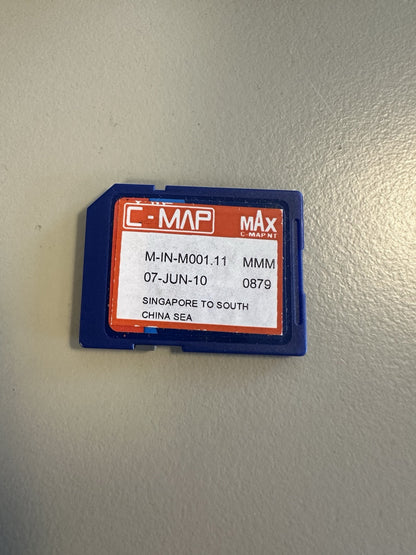 C-MAP
MAX
C-MAP NT
M-IN-M001.11 MMM
07-JUN-10 0879
SINGAPORE TO SOUTH
CHINA SEA